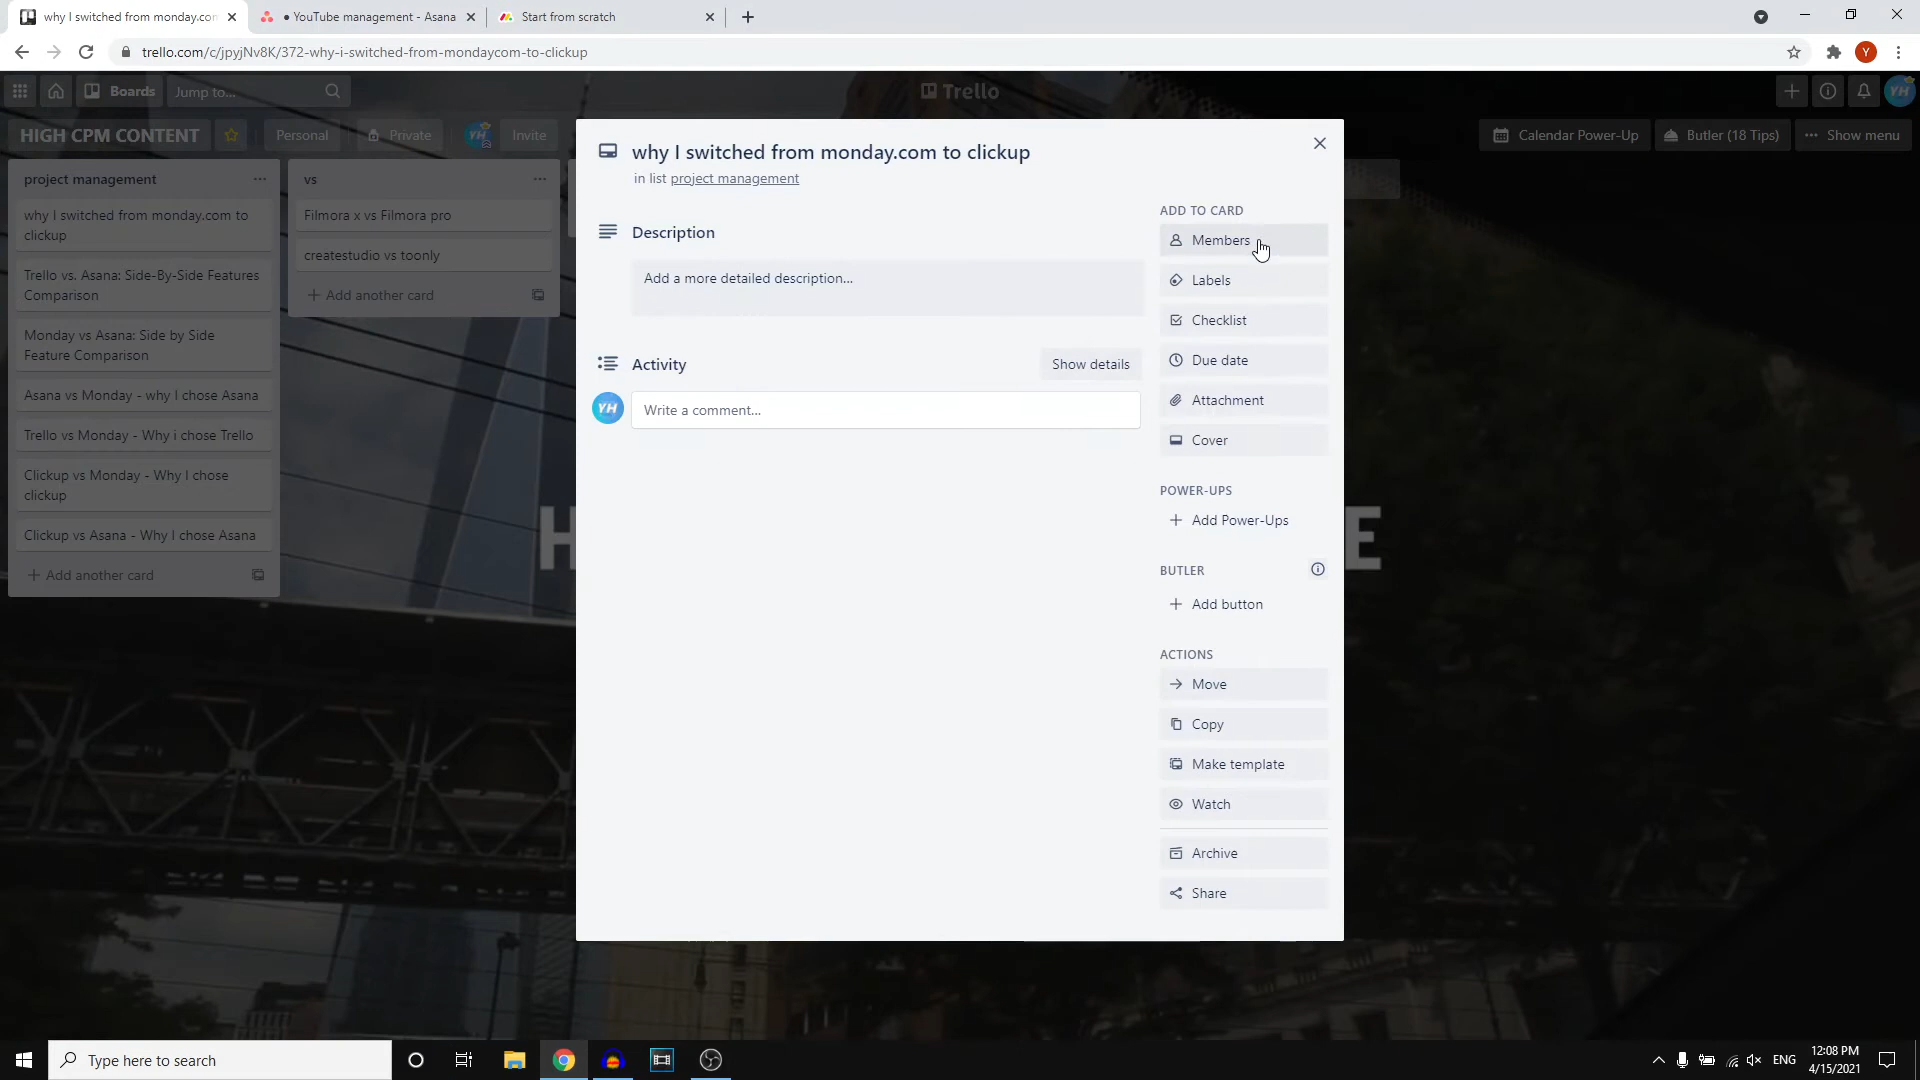 why I switched from monday.com
YouTube management - Asana
Start from scratch
trello.com/c/jpyjNv8K/372-why-i-switched-from-mondaycom-to-clickup
Y
Boards
Jump to...
Trello
YH
HIGH CPM CONTENT
Personal
Private
YH
Invite
Calendar Power-Up
Butler (18 Tips)
Show menu
project management
why I switched from monday.com to
clickup
Trello vs. Asana: Side-By-Side Features
Comparison
Monday vs Asana: Side by Side
Feature Comparison
Asana vs Monday - why I chose Asana
Trello vs Monday - Why i chose Trello
Clickup vs Monday - Why I chose
clickup
Clickup vs Asana - Why I chose Asana
Add another card
vs
Filmora x vs Filmora pro
createstudio vs toonly
Add another card
why I switched from monday.com to clickup
in list project management
Description
Add a more detailed description...
Activity
Show details
YH
Write a comment...
ADD TO CARD
Members
Labels
Checklist
Due date
Attachment
Cover
POWER-UPS
Add Power-Ups
BUTLER
Add button
ACTIONS
Move
Copy
Make template
Watch
Archive
Share
H
E
Type here to search
ENG
12:08 PM
4/15/2021